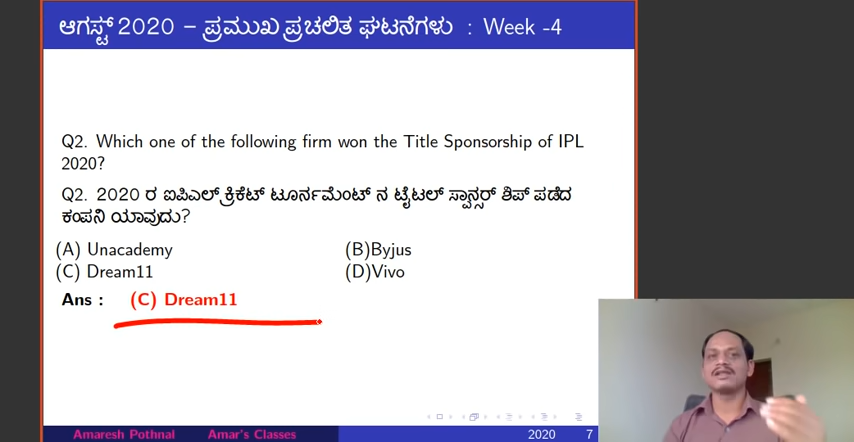 ಆಗಸ್ಟ್ 2020 – ಪ್ರಮುಖ ಪ್ರಚಲಿತ ಘಟನೆಗಳು : Week -4
Q2. Which one of the following firm won the Title Sponsorship of IPL
2020?
Q2. 2020 ರ ಐಪಿಎಲ್ ಕ್ರಿಕೆಟ್ ಟೂರ್ನಮೆಂಟ್ ನ ಟೈಟಲ್ ಸ್ಪಾನ್ಸರ್ ಶಿಪ್ ಪಡೆದ
ಕಂಪನಿ ಯಾವುದು?
(A) Unacademy (B)Byjus
(C) Dream11 (D)Vivo
Ans : (C) Dream11
Amaresh Pothnal Amar's Classes 2020 7